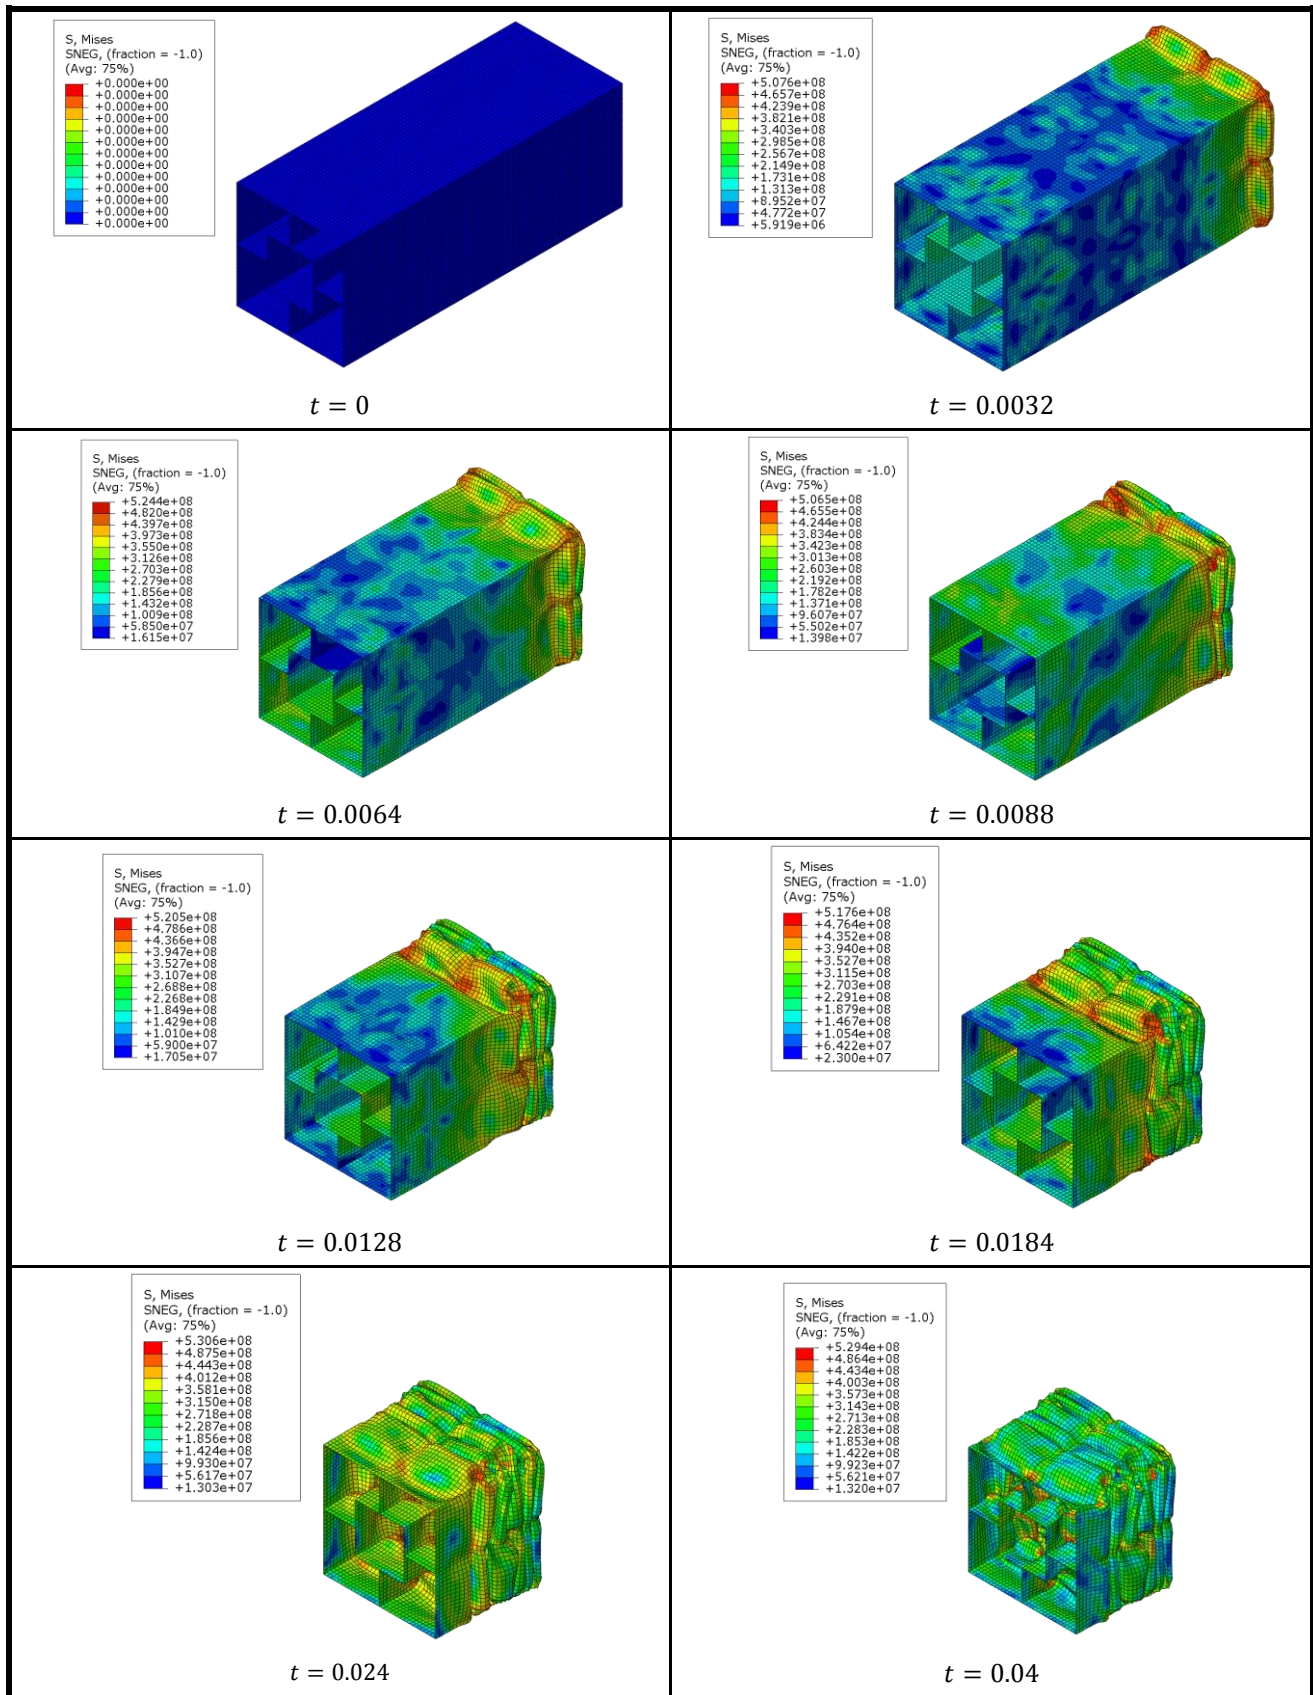 S, Mises
SNEG, (fraction = -1.0)
(Avg: 75%)
+0.000e+00
+0.000e+00
+0.000e+00
+0.000e+00
+0.000e+00
+0.000e+00
+0.000e+00
+0.000e+00
+0.000e+00
+0.000e+00
+0.000e+00
+0.000e+00
+0.000e+00
t = 0
S, Mises
SNEG, (fraction = -1.0)
(Avg: 75%)
+5.076e+08
+4.657e+08
+4.239e+08
+3.821e+08
+3.403e+08
+2.985e+08
+2.567e+08
+2.149e+08
+1.731e+08
+1.313e+08
+8.952e+07
+4.772e+07
+5.919e+06
t = 0.0032
S, Mises
SNEG, (fraction = -1.0)
(Avg: 75%)
+5.244e+08
+4.820e+08
+4.397e+08
+3.973e+08
+3.550e+08
+3.126e+08
+2.703e+08
+2.279e+08
+1.856e+08
+1.432e+08
+1.009e+08
+5.850e+07
+1.615e+07
t = 0.0064
S, Mises
SNEG, (fraction = -1.0)
(Avg: 75%)
+5.065e+08
+4.655e+08
+4.244e+08
+3.834e+08
+3.423e+08
+3.013e+08
+2.603e+08
+2.192e+08
+1.782e+08
+1.371e+08
+9.607e+07
+5.502e+07
+1.398e+07
t = 0.0088
S, Mises
SNEG, (fraction = -1.0)
(Avg: 75%)
+5.205e+08
+4.786e+08
+4.366e+08
+3.947e+08
+3.527e+08
+3.107e+08
+2.688e+08
+2.268e+08
+1.849e+08
+1.429e+08
+1.010e+08
+5.900e+07
+1.705e+07
t = 0.0128
S, Mises
SNEG, (fraction = -1.0)
(Avg: 75%)
+5.176e+08
+4.764e+08
+4.352e+08
+3.940e+08
+3.527e+08
+3.115e+08
+2.703e+08
+2.291e+08
+1.879e+08
+1.467e+08
+1.054e+08
+6.422e+07
+2.300e+07
t = 0.0184
S, Mises
SNEG, (fraction = -1.0)
(Avg: 75%)
+5.306e+08
+4.875e+08
+4.443e+08
+4.012e+08
+3.581e+08
+3.150e+08
+2.718e+08
+2.287e+08
+1.856e+08
+1.424e+08
+9.930e+07
+5.617e+07
+1.303e+07
t = 0.024
S, Mises
SNEG, (fraction = -1.0)
(Avg: 75%)
+5.294e+08
+4.864e+08
+4.434e+08
+4.003e+08
+3.573e+08
+3.143e+08
+2.713e+08
+2.283e+08
+1.853e+08
+1.422e+08
+9.923e+07
+5.621e+07
+1.320e+07
t = 0.04